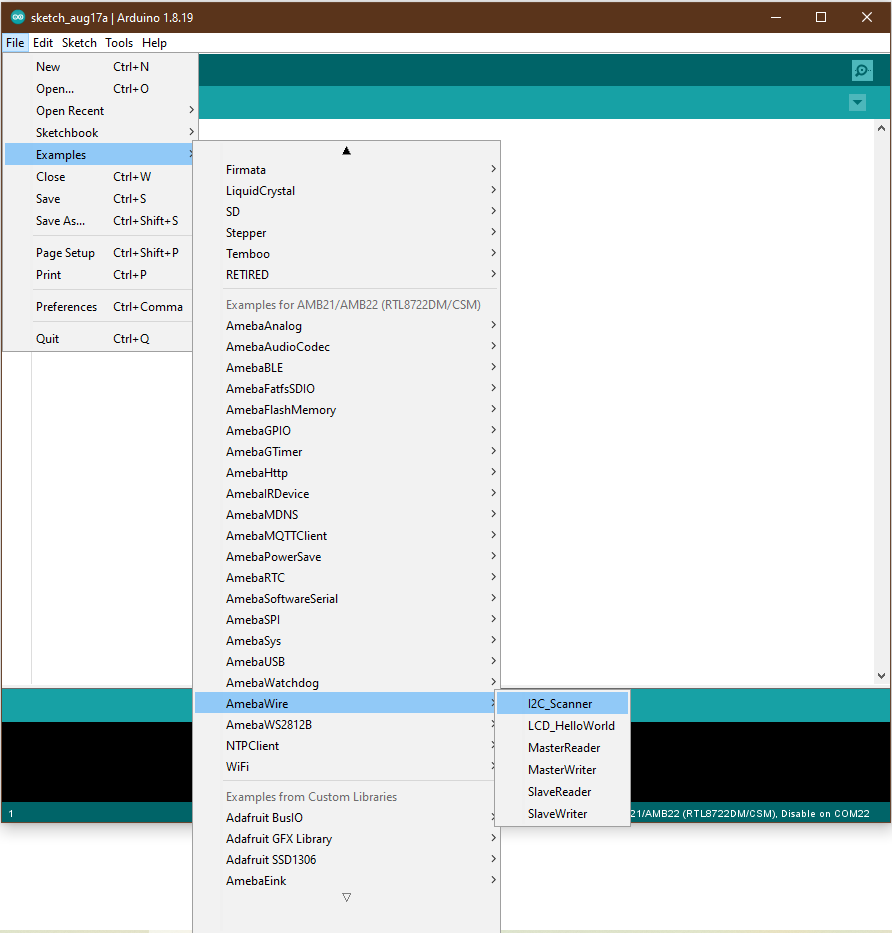 sketch_aug17a | Arduino 1.8.19
File Edit Sketch Tools Help
New Ctrl+N
Open... Ctrl+O
Open Recent
Sketchbook
Examples
Close Ctrl+W
Save Ctrl+S
Save As... Ctrl+Shift+S
Page Setup Ctrl+Shift+P
Print Ctrl+P
Preferences Ctrl+Comma
Quit Ctrl+Q
Firmata
LiquidCrystal
SD
Stepper
Temboo
RETIRED
Examples for AMB21/AMB22 (RTL8722DM/CSM)
AmebaAnalog
AmebaAudioCodec
AmebaBLE
AmebaFatfsSDIO
AmebaFlashMemory
AmebaGPIO
AmebaGTimer
AmebaHttp
AmebaIRDevice
AmebaMDNS
AmebaMQTTClient
AmebaPowerSave
AmebaRTC
AmebaSoftwareSerial
AmebaSPI
AmebaSys
AmebaUSB
AmebaWatchdog
AmebaWire
AmebaWS2812B
NTPClient
WiFi
Examples from Custom Libraries
Adafruit BusIO
Adafruit GFX Library
Adafruit SSD1306
AmebaEink
I2C_Scanner
LCD_HelloWorld
MasterReader
MasterWriter
SlaveReader
SlaveWriter
1
21/AMB22 (RTL8722DM/CSM), Disable on COM22